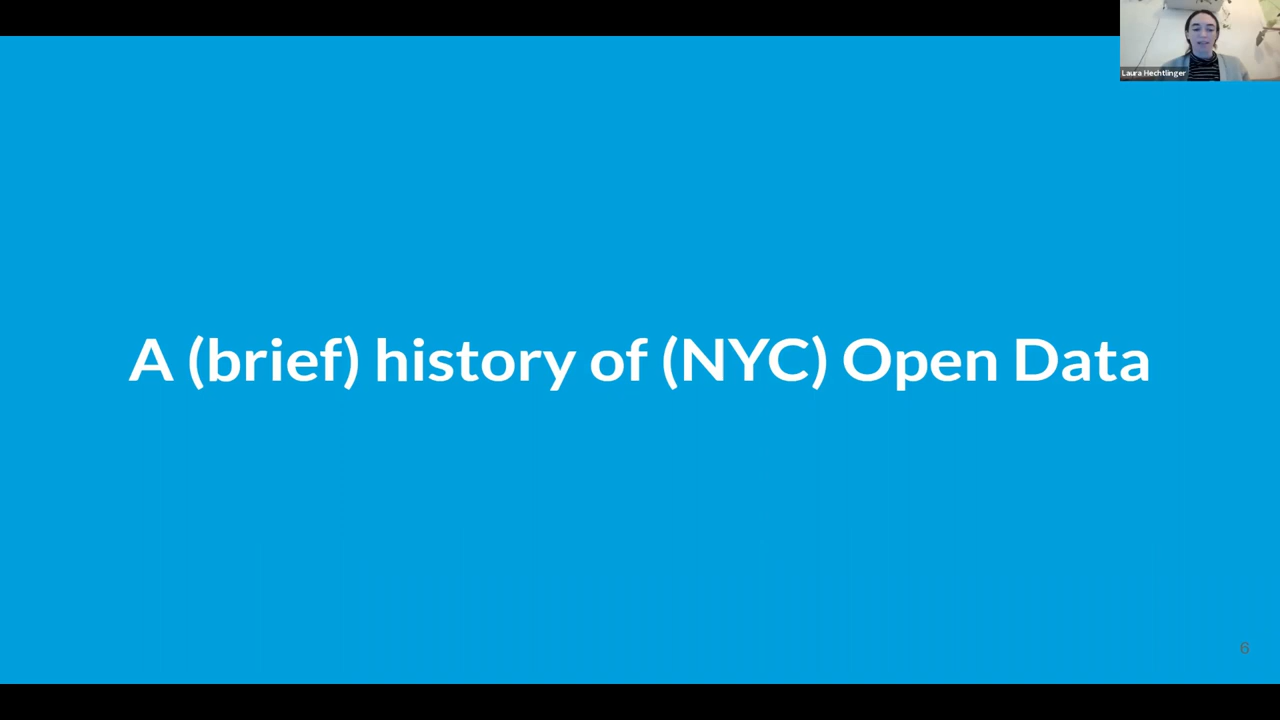 Laura Hechtlinger
A (brief) history of (NYC) Open Data
6